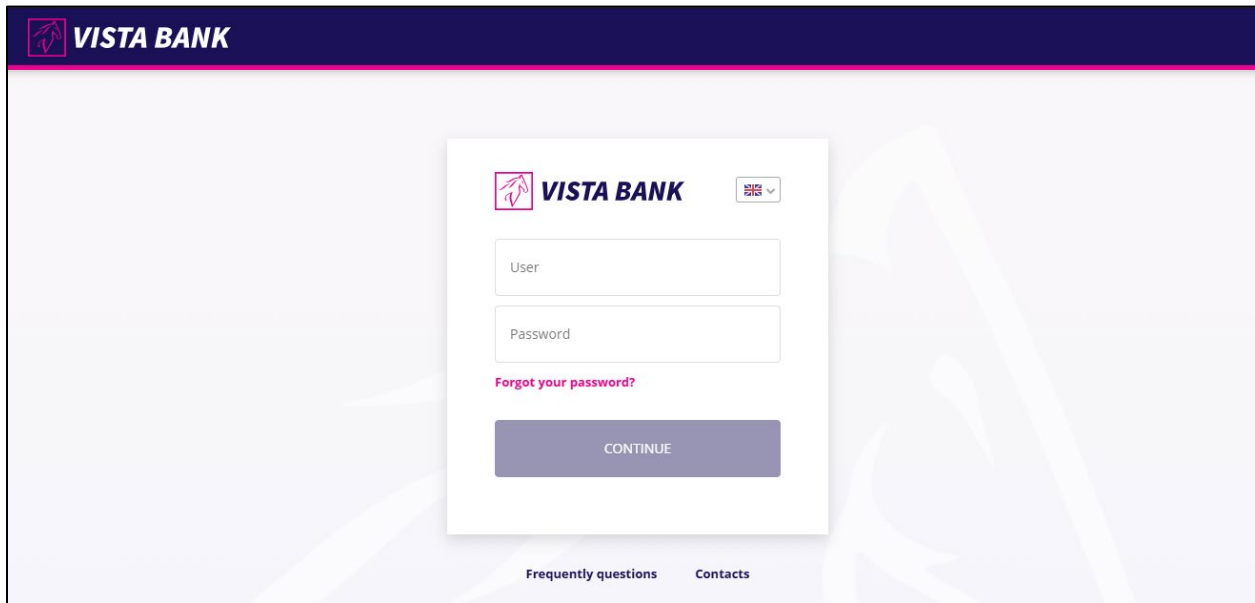 VISTA BANK
VISTA BANK
User
Password
Forgot your password?
CONTINUE
Frequently questions Contacts